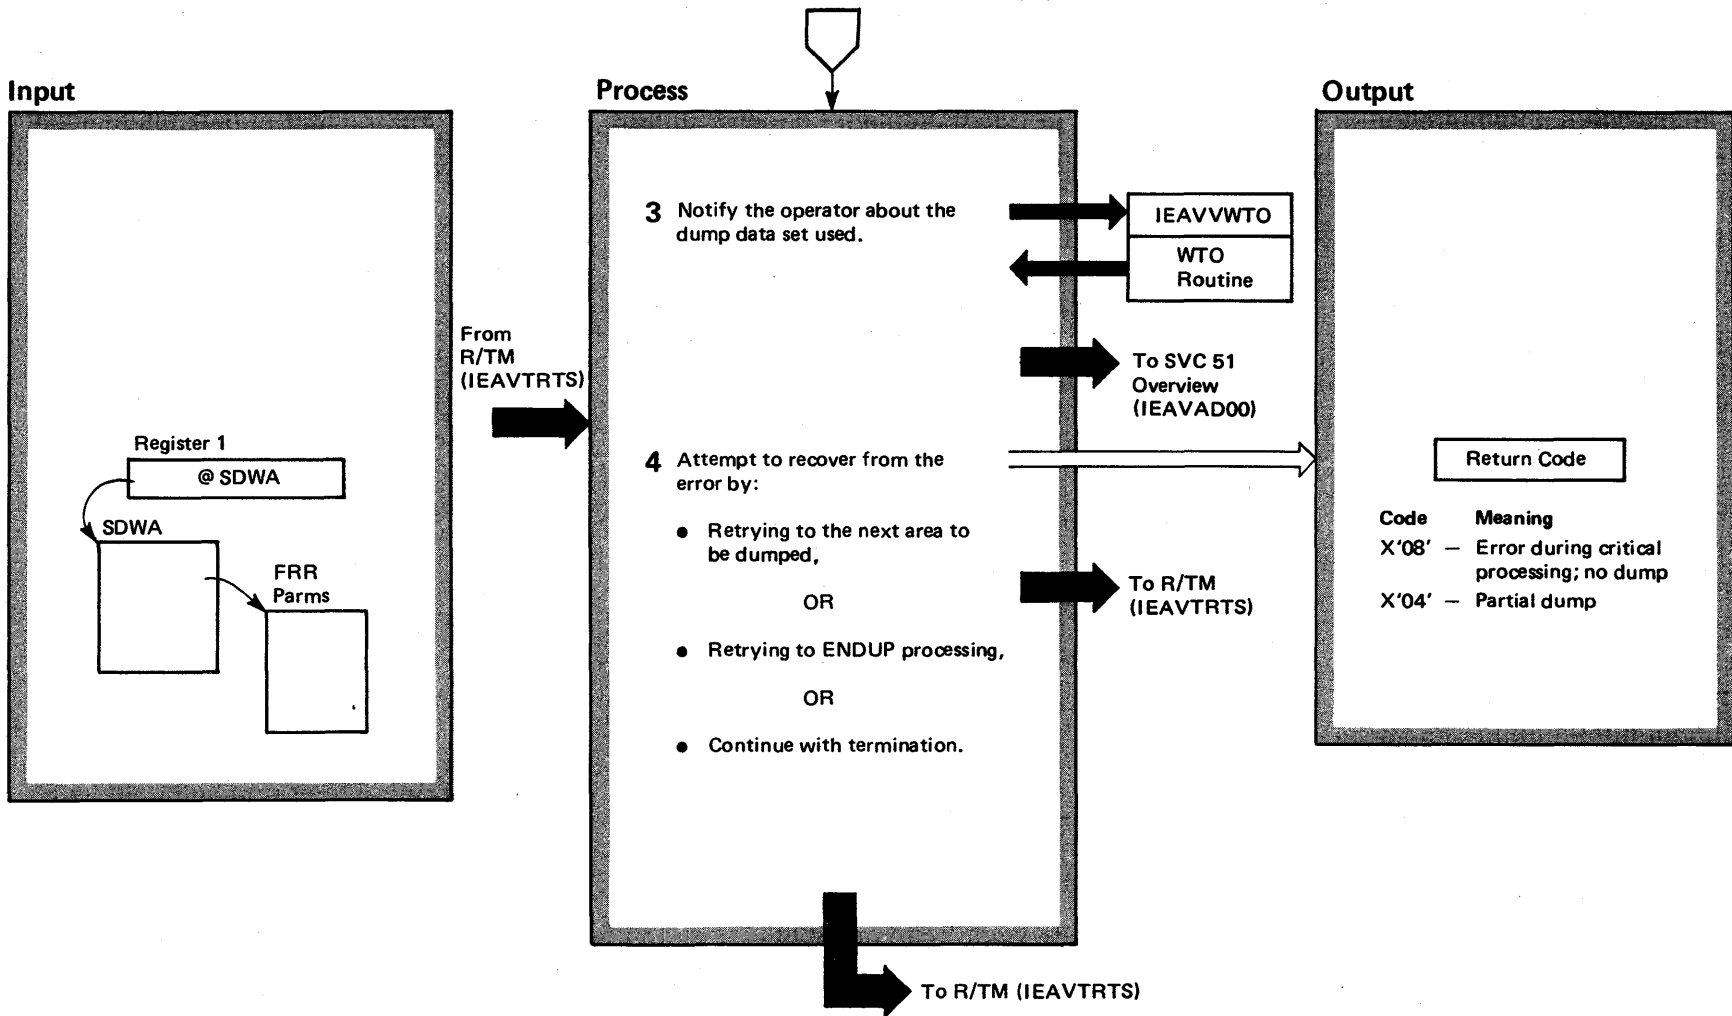 Input
Process
Output
3 Notify the operator about the
dump data set used.
IEAVVWTO
WTO
Routine
From
R/TM
(IEAVTRTS)
To SVC 51
Overview
(IEAVAD00)
Register 1
@ SDWA
SDWA
FRR
Parms
4 Attempt to recover from the
error by:
• Retrying to the next area to
be dumped,
OR
• Retrying to ENDUP processing,
OR
• Continue with termination.
To R/TM
(IEAVTRTS)
Return Code
Code Meaning
X'08' — Error during critical
processing; no dump
X'04' — Partial dump
To R/TM (IEAVTRTS)